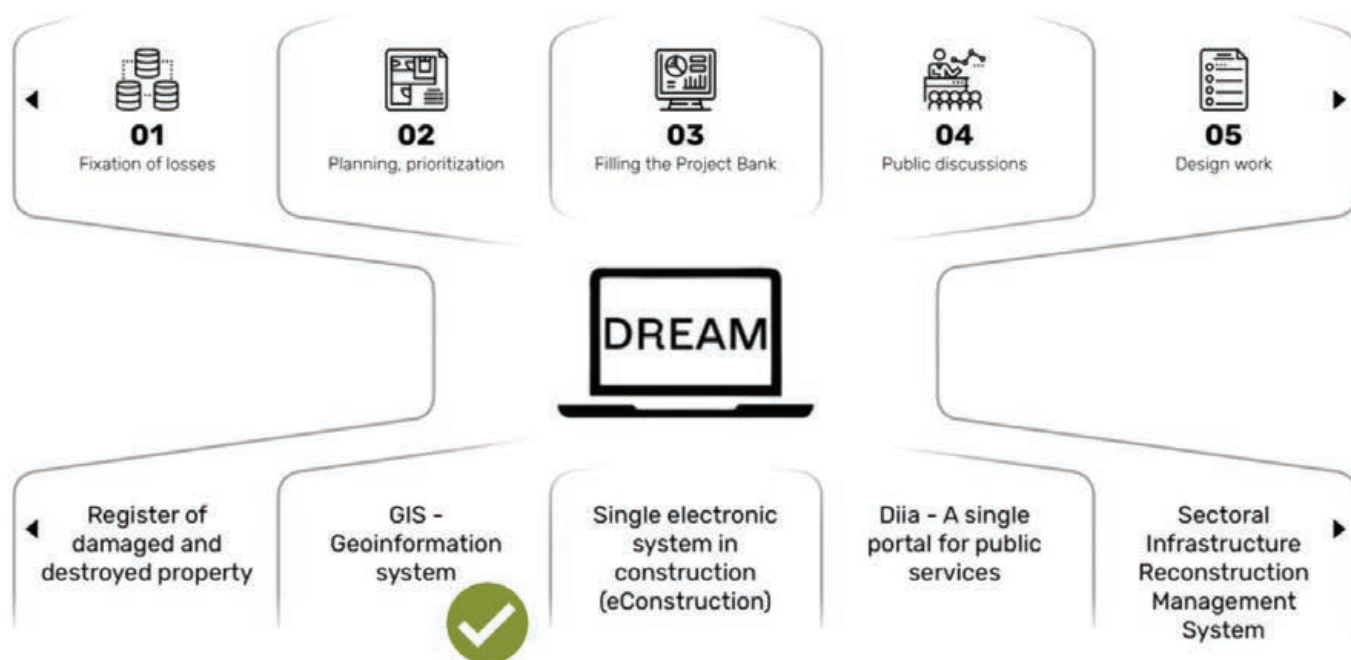 01
Fixation of losses
02
Planning, prioritization
03
Filling the Project Bank
04
Public discussions
05
Design work
DREAM
Register of
damaged and
destroyed property
GIS -
Geoinformation
system
Single electronic
system in
construction
(eConstruction)
Diia - A single
portal for public
services
Sectoral
Infrastructure
Reconstruction
Management
System